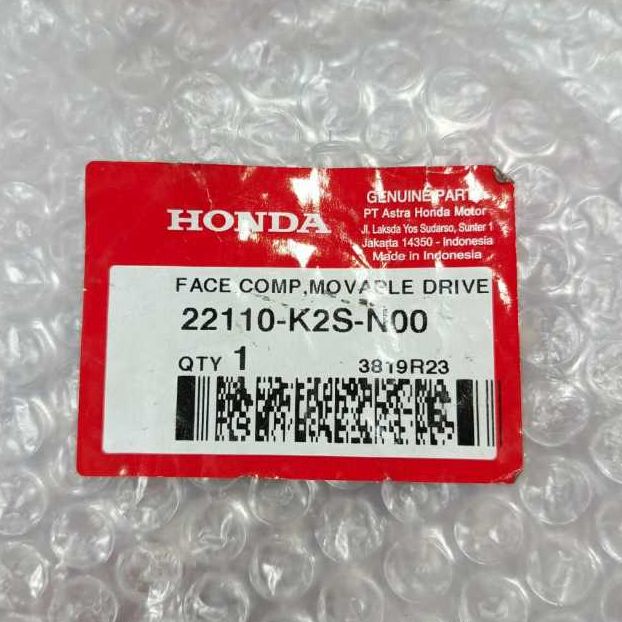 HONDA
GENUINE PARTS
PT Astra Honda Motor
Jl. Laksda Yos Sudarso, Sunter 1
Jakarta 14350 - Indonesia
Made in Indonesia
FACE COMP,MOVABLE DRIVE
22110-K2S-N00
QTY 1 3819R23